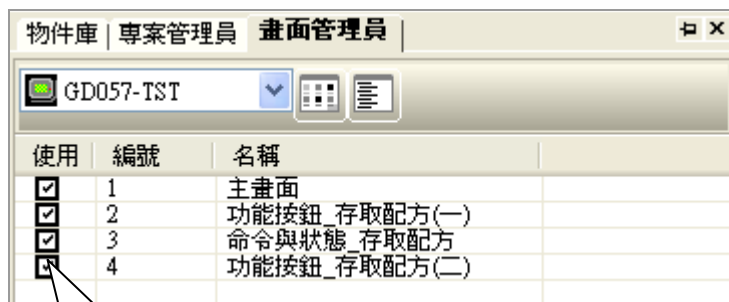 物件庫 專案管理員 畫面管理員
GD057-TST
使用 編號 名稱
1 主畫面
2 功能按鈕_存取配方(一)
3 命令與狀態_存取配方
4 功能按鈕_存取配方(二)